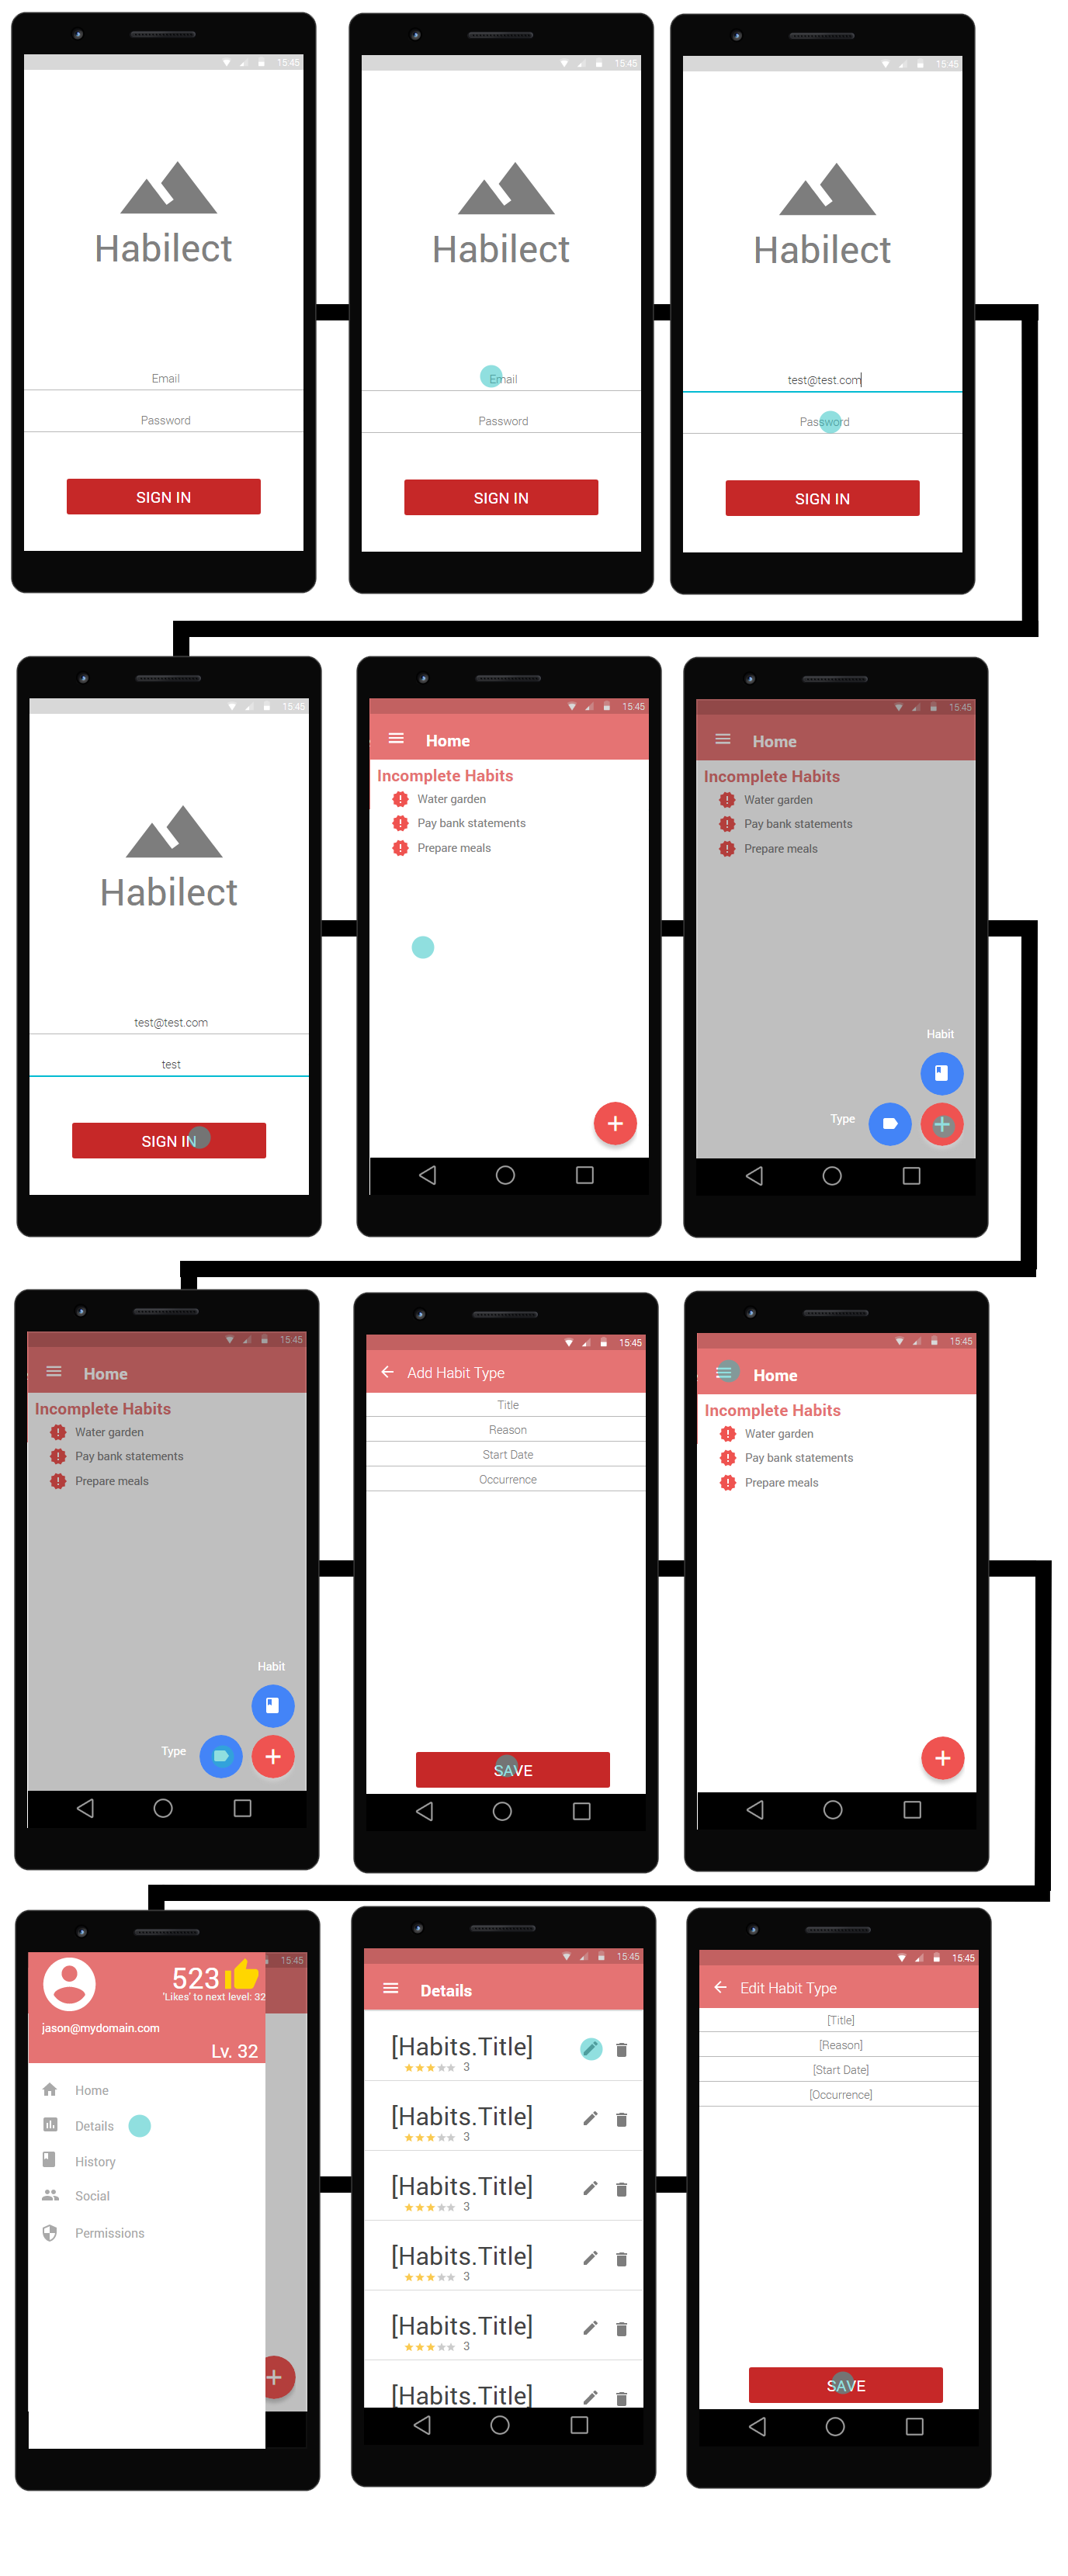 15:45
Habilect
Email
Password
SIGN IN
15:45
Habilect
Email
Password
SIGN IN
15:45
Habilect
test@test.com
Password
SIGN IN
15:45
Habilect
test@test.com
test
SIGN IN
15:45
Home
Incomplete Habits
Water garden
Pay bank statements
Prepare meals
15:45
Home
Incomplete Habits
Water garden
Pay bank statements
Prepare meals
Habit
Type
15:45
Home
Incomplete Habits
Water garden
Pay bank statements
Prepare meals
Habit
Type
15:45
Add Habit Type
Title
Reason
Start Date
Occurrence
SAVE
15:45
Home
Incomplete Habits
Water garden
Pay bank statements
Prepare meals
15:45
523
'Likes' to next level: 32
jason@mydomain.com
Lv. 32
Home
Details
History
Social
Permissions
15:45
Details
[Habits.Title]
3
[Habits.Title]
3
[Habits.Title]
3
[Habits.Title]
3
[Habits.Title]
3
[Habits.Title]
15:45
Edit Habit Type
[Title]
[Reason]
[Start Date]
[Occurrence]
SAVE